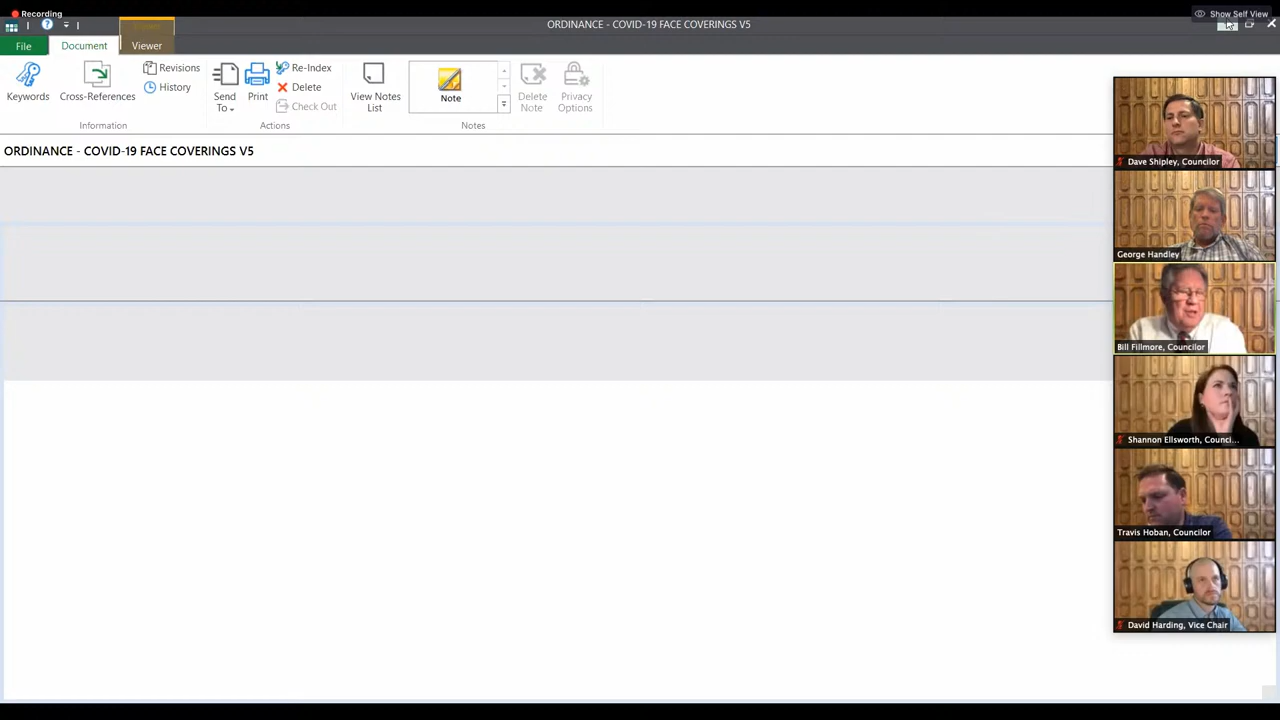 Recording
Show Self View
ORDINANCE - COVID-19 FACE COVERINGS V5
File
Document
Viewer
Keywords
Cross-References
Revisions
History
Information
Send To
Print
Re-Index
Delete
Check Out
Actions
View Notes List
Note
Delete Note
Privacy Options
Notes
ORDINANCE - COVID-19 FACE COVERINGS V5
Dave Shipley, Councilor
George Handley
Bill Fillmore, Councilor
Shannon Ellsworth, Counci...
Travis Hoban, Councilor
David Harding, Vice Chair